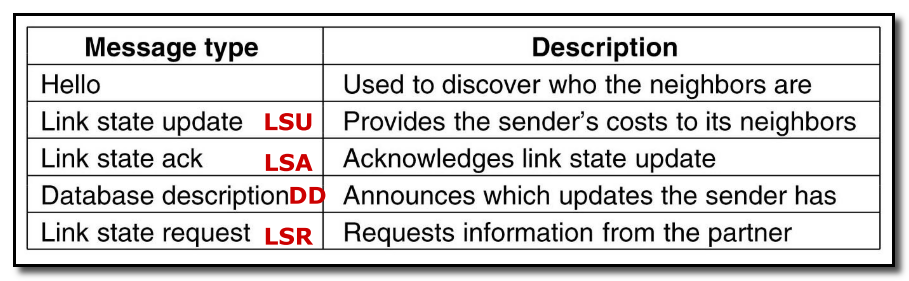 Message type Description
Hello Used to discover who the neighbors are
Link state update LSU Provides the sender's costs to its neighbors
Link state ack LSA Acknowledges link state update
Database description DD Announces which updates the sender has
Link state request LSR Requests information from the partner